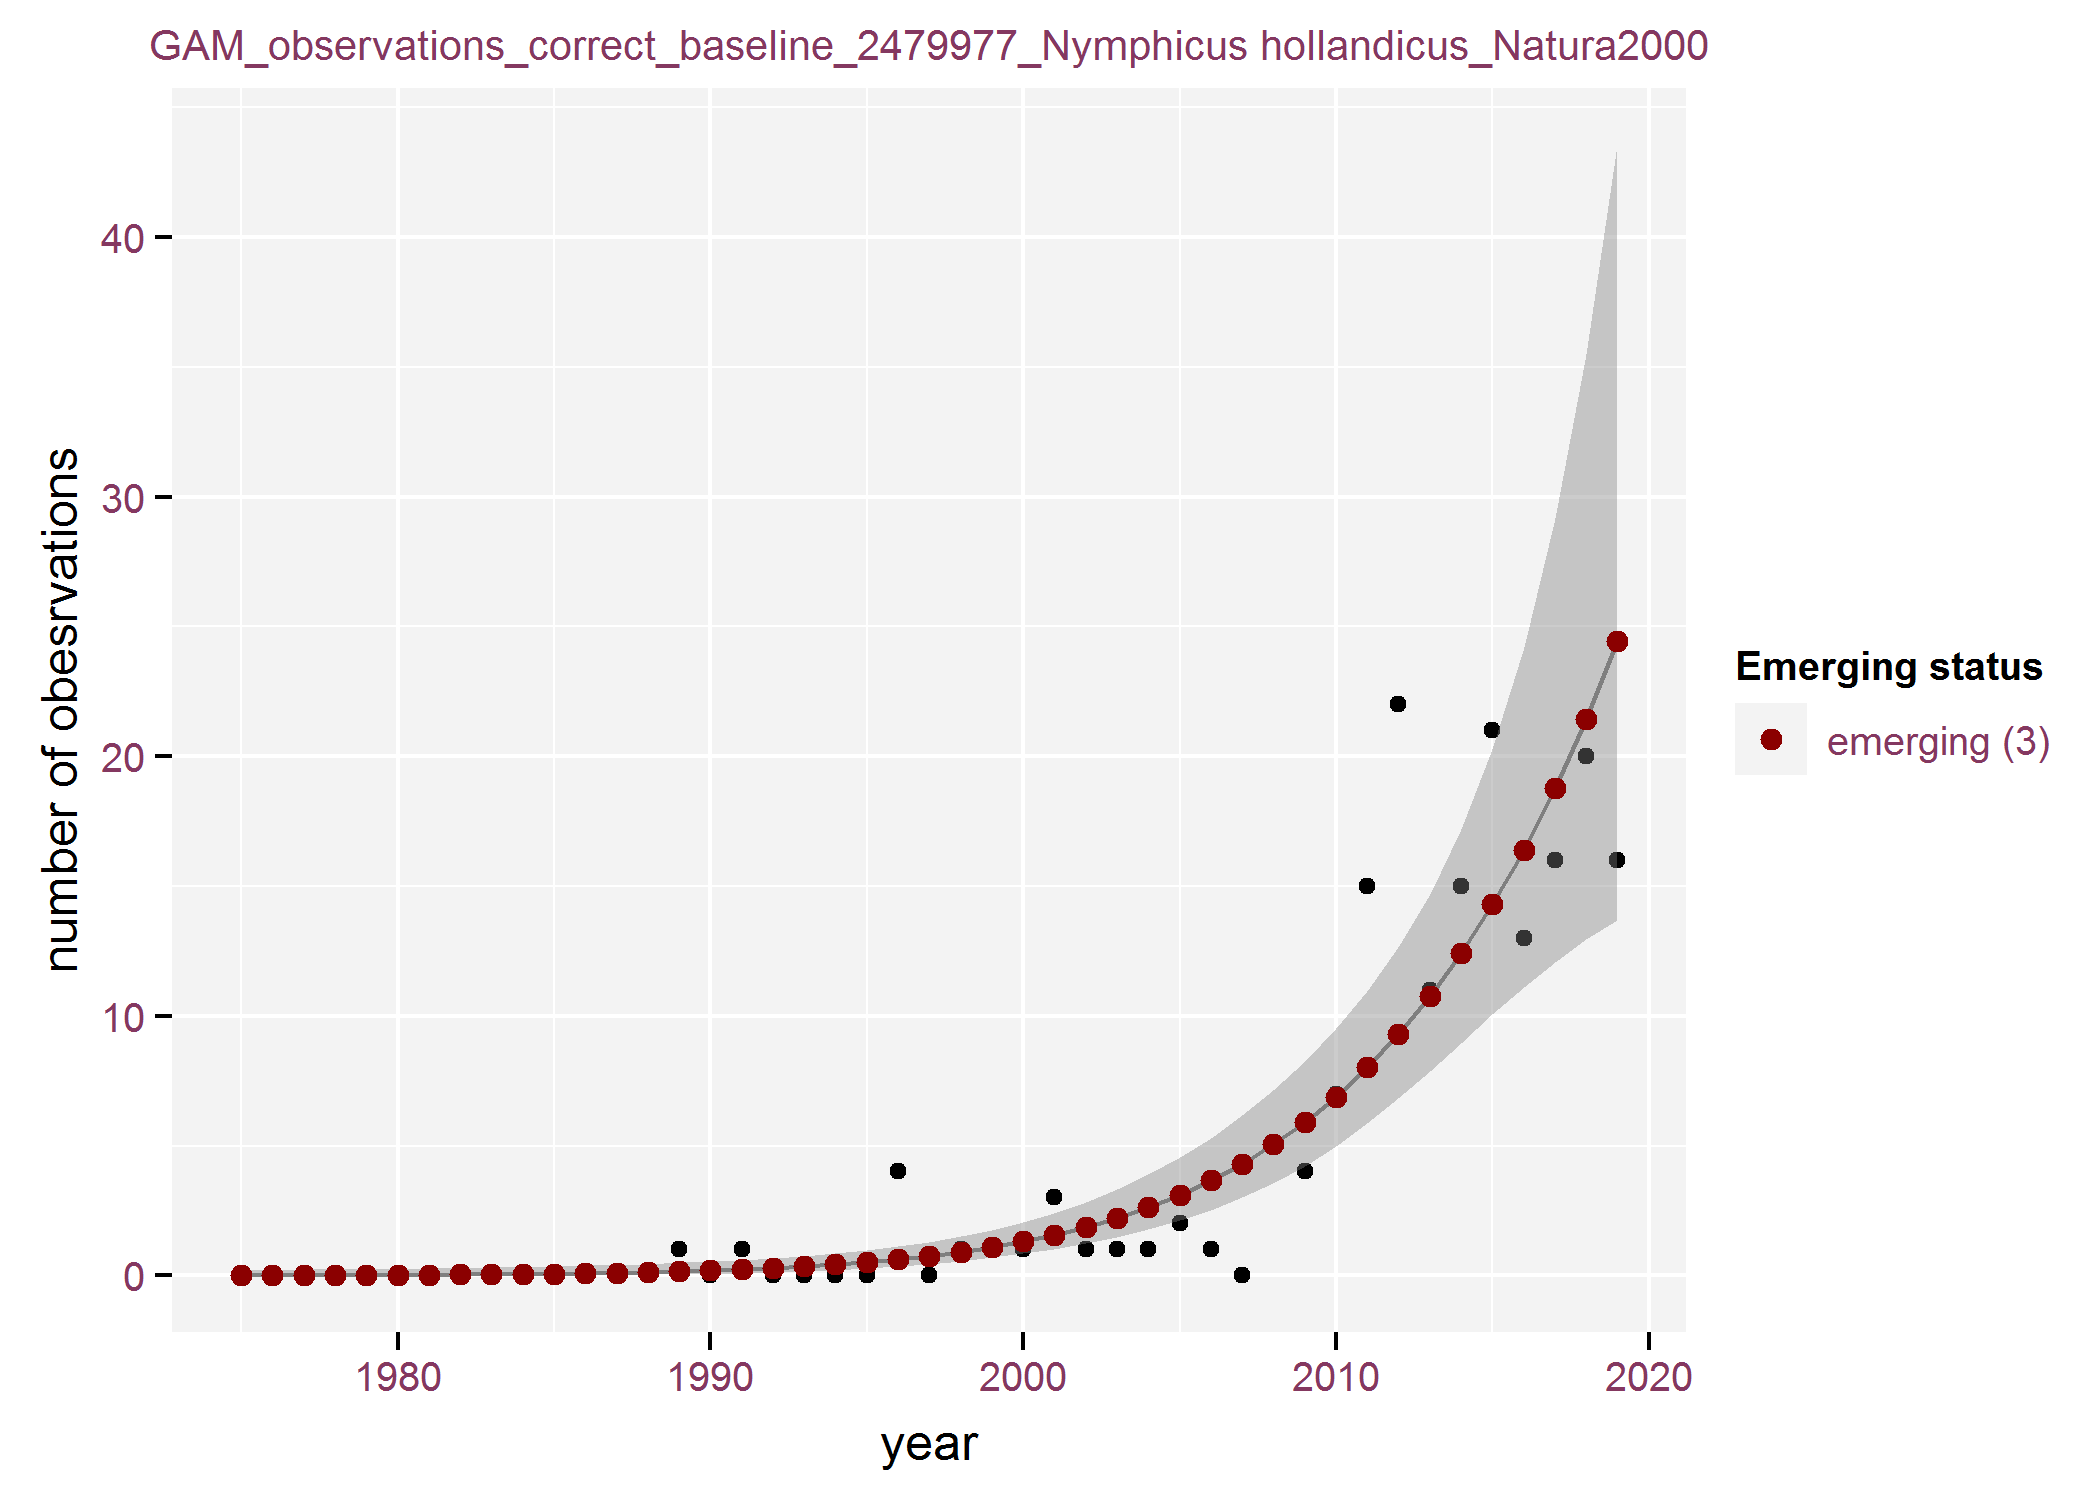 GAM_observations_correct_baseline_2479977_Nymphicus hollandicus_Natura2000
number of obesrvations
40
30
20
10
0
1980 1990 2000 2010 2020
year
Emerging status
emerging (3)